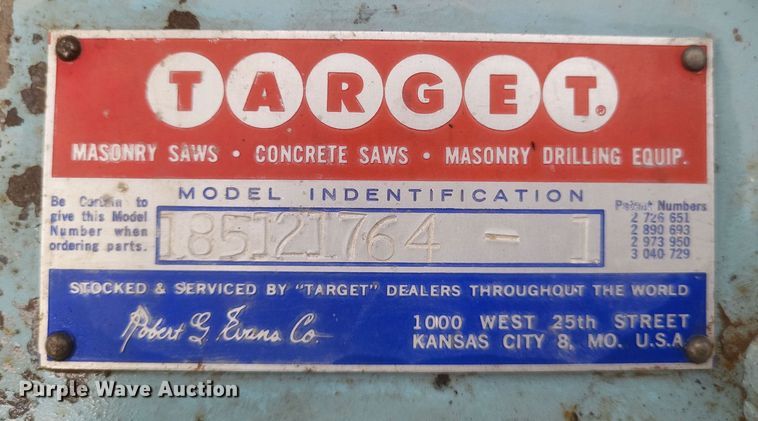 TARGET®
MASONRY SAWS • CONCRETE SAWS • MASONRY DRILLING EQUIP.
MODEL INDENTIFICATION
Be Certain to
give this Model
Number when
ordering parts.
185121764 - 1
Patent Numbers
2 726 651
2 890 693
2 973 950
3 040 729
STOCKED & SERVICED BY "TARGET" DEALERS THROUGHOUT THE WORLD
Robert G. Evans Co.
1000 WEST 25th STREET
KANSAS CITY 8, MO. U.S.A.
Purple Wave Auction